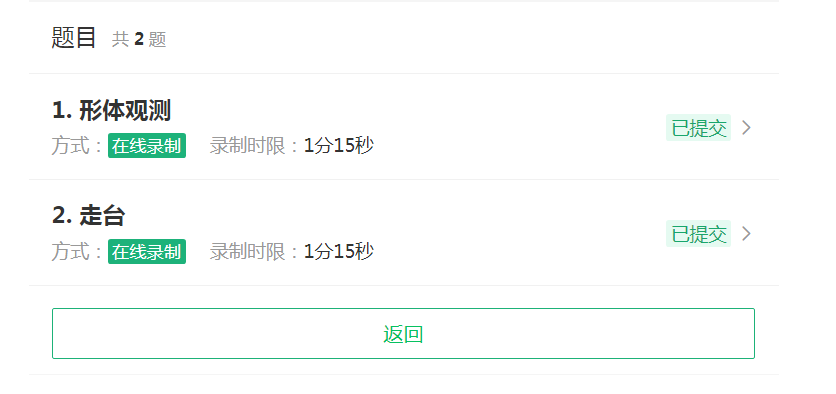 题目 共 2 题
1. 形体观测
方式：在线录制 录制时限：1分15秒
已提交
2. 走台
方式：在线录制 录制时限：1分15秒
已提交
返回